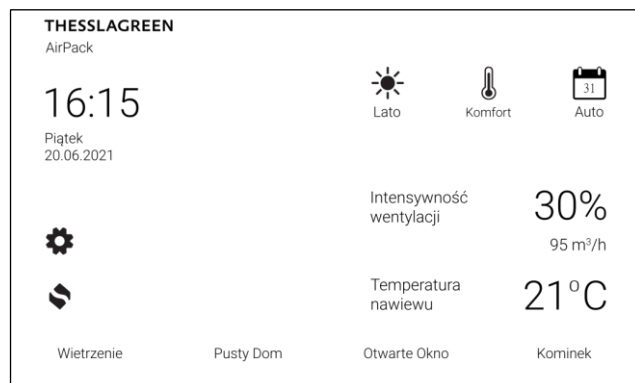 THESSLAGREEN
AirPack
16:15
Piątek
20.06.2021
Lato
Komfort
31
Auto
Intensywność
wentylacji
30%
95 m³/h
Temperatura
nawiewu
21°C
Wietrzenie
Pusty Dom
Otwarte Okno
Kominek